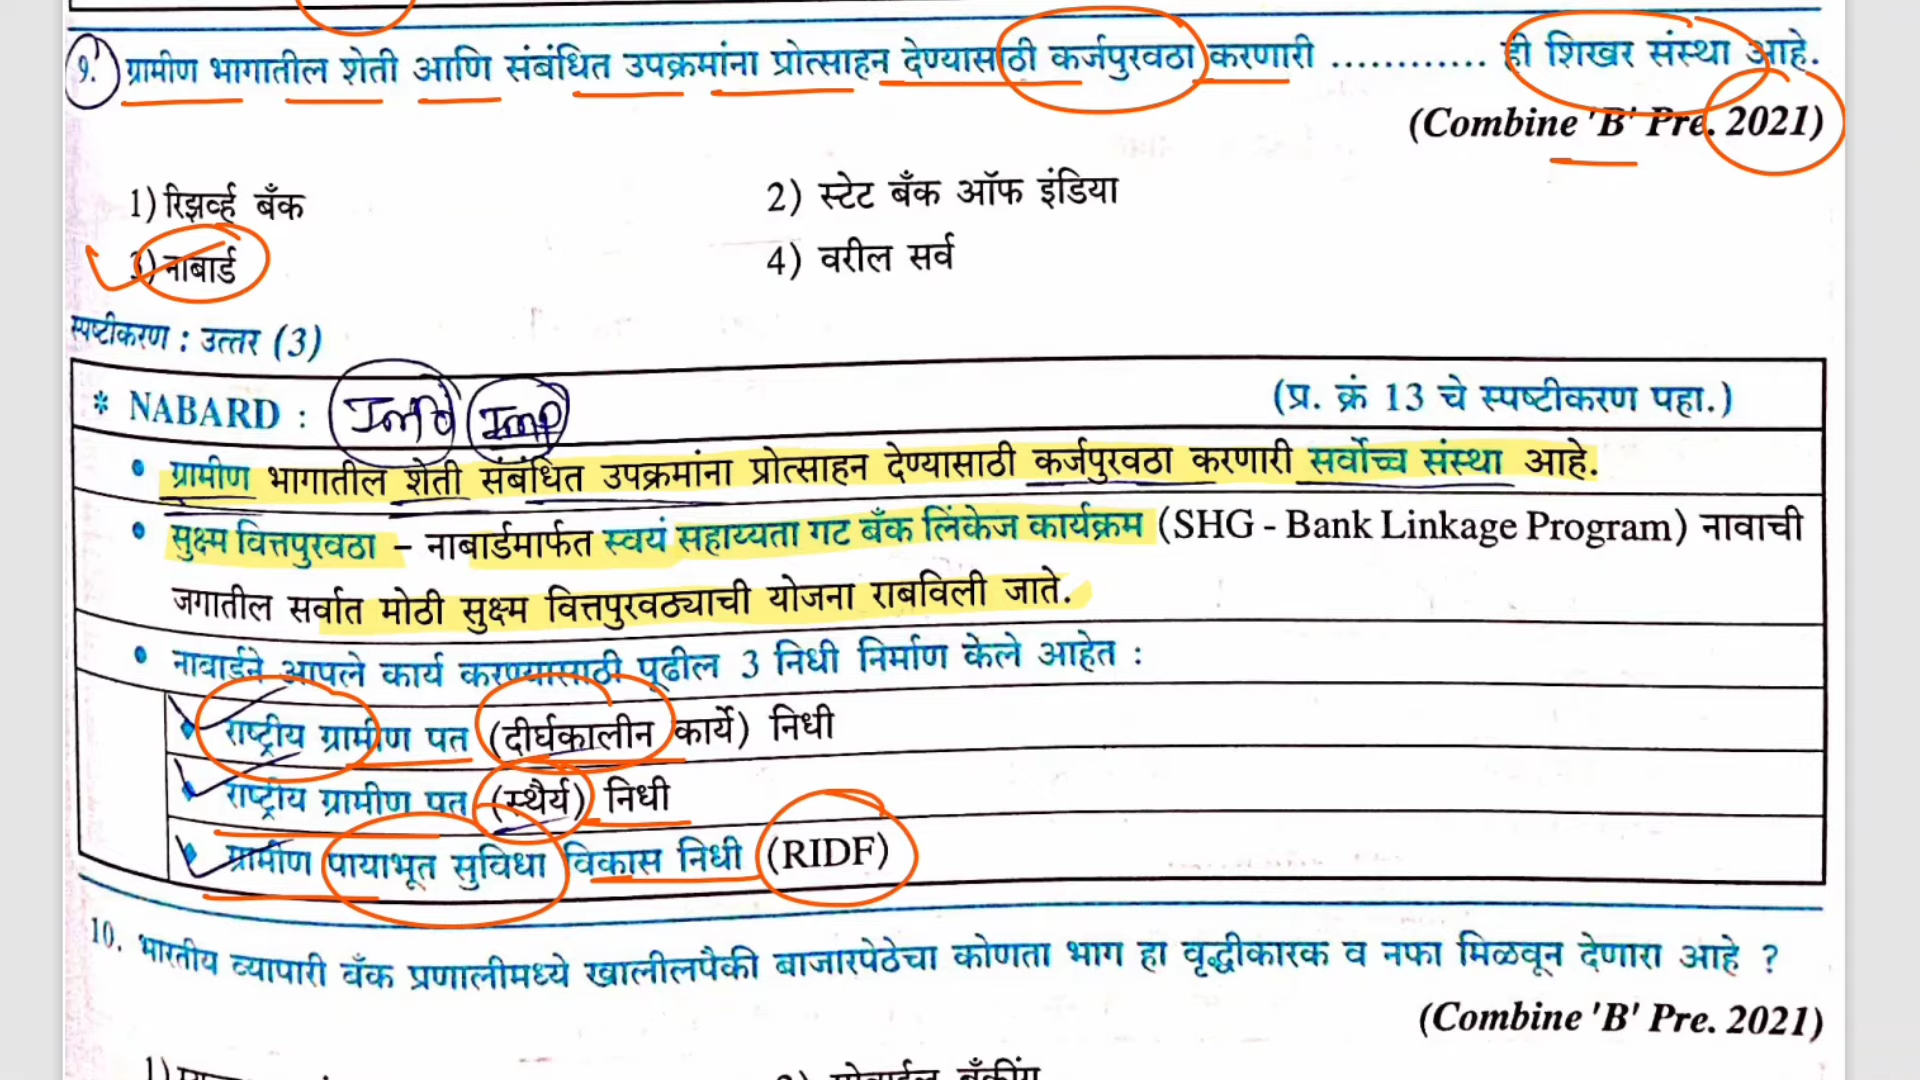 9. ग्रामीण भागातील शेती आणि संबंधित उपक्रमांना प्रोत्साहन देण्यासाठी कर्जपुरवठा करणारी ............ ही शिखर संस्था आहे.
(Combine 'B' Pre. 2021)
1) रिझर्व्ह बँक 2) स्टेट बँक ऑफ इंडिया
3) नाबार्ड 4) वरील सर्व
स्पष्टीकरण : उत्तर (3)
* NABARD : Imp Imp (प्र. क्रं 13 चे स्पष्टीकरण पहा.)
• ग्रामीण भागातील शेती संबंधित उपक्रमांना प्रोत्साहन देण्यासाठी कर्जपुरवठा करणारी सर्वोच्च संस्था आहे.
• सुक्ष्म वित्तपुरवठा – नाबार्डमार्फत स्वयं सहाय्यता गट बँक लिंकेज कार्यक्रम (SHG - Bank Linkage Program) नावाची
जगातील सर्वात मोठी सुक्ष्म वित्तपुरवठ्याची योजना राबविली जाते.
• नाबार्डने आपले कार्य करण्यासाठी पूढील 3 निधी निर्माण केले आहेत :
राष्ट्रीय ग्रामीण पत (दीर्घकालीन कार्ये) निधी
राष्ट्रीय ग्रामीण पत (स्थैर्य) निधी
ग्रामीण पायाभूत सुविधा विकास निधी (RIDF)
10. भारतीय व्यापारी बँक प्रणालीमध्ये खालीलपैकी बाजारपेठेचा कोणता भाग हा वृद्धीकारक व नफा मिळवून देणारा आहे ?
(Combine 'B' Pre. 2021)